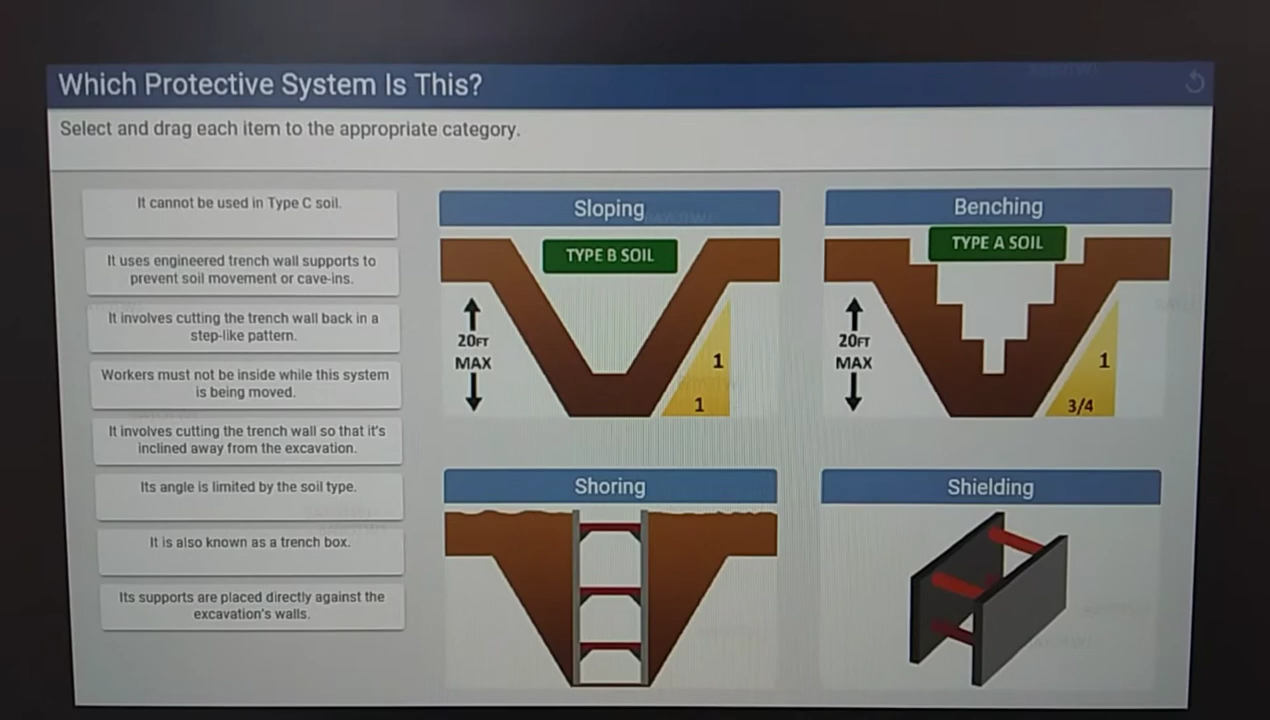 Which Protective System Is This?
Select and drag each item to the appropriate category.
It cannot be used in Type C soil.
It uses engineered trench wall supports to
prevent soil movement or cave-ins.
It involves cutting the trench wall back in a
step-like pattern.
Workers must not be inside while this system
is being moved.
It involves cutting the trench wall so that it's
inclined away from the excavation.
Its angle is limited by the soil type.
It is also known as a trench box.
Its supports are placed directly against the
excavation's walls.
Sloping
TYPE B SOIL
20FT
MAX
1
1
Benching
TYPE A SOIL
20FT
MAX
1
3/4
Shoring
Shielding